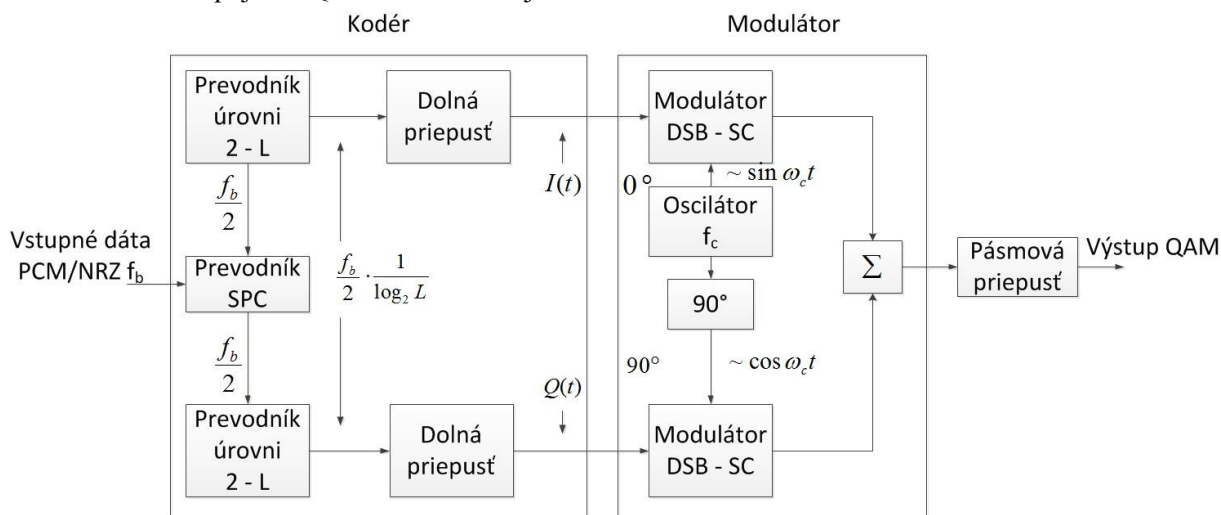 Kodér
Modulátor
Prevodník
úrovni
2 - L
Dolná
priepusť
Modulátor
DSB - SC
f_b
2
I(t)
0°
~ sin ω_c t
Oscilátor
f_c
Vstupné dáta
PCM/NRZ f_b
Prevodník
SPC
f_b/2 · 1/log_2 L
Σ
Pásmová
priepusť
Výstup QAM
90°
f_b
2
90°
~ cos ω_c t
Q(t)
Prevodník
úrovni
2 - L
Dolná
priepusť
Modulátor
DSB - SC